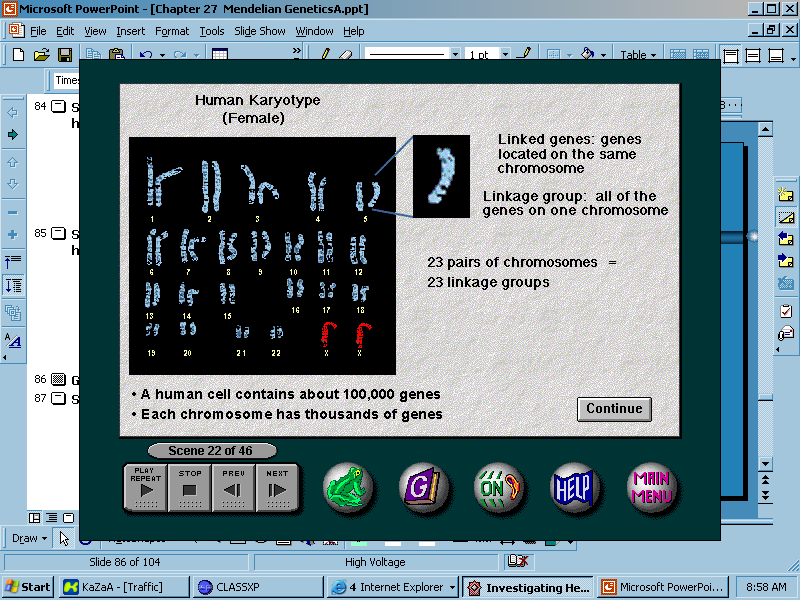 Microsoft PowerPoint - [Chapter 27 Mendelian GeneticsA.ppt]
File Edit View Insert Format Tools Slide Show Window Help
1 pt
Table
Times
84 S
h
85 S
h
86 G
87 S
Human Karyotype
(Female)
Linked genes: genes
located on the same
chromosome
Linkage group: all of the
genes on one chromosome
1 2 3 4 5
23 pairs of chromosomes =
23 linkage groups
6 7 8 9 10 11 12
13 14 15 16 17 18
19 20 21 22 X X
• A human cell contains about 100,000 genes
• Each chromosome has thousands of genes
Continue
Scene 22 of 46
PLAY
REPEAT
STOP
PREV
NEXT
G
ON
HELP
MAIN
MENU
Draw
Slide 86 of 104
High Voltage
Start
KaZaA - [Traffic]
CLASSXP
4 Internet Explorer
Investigating He...
Microsoft PowerPoi...
8:58 AM